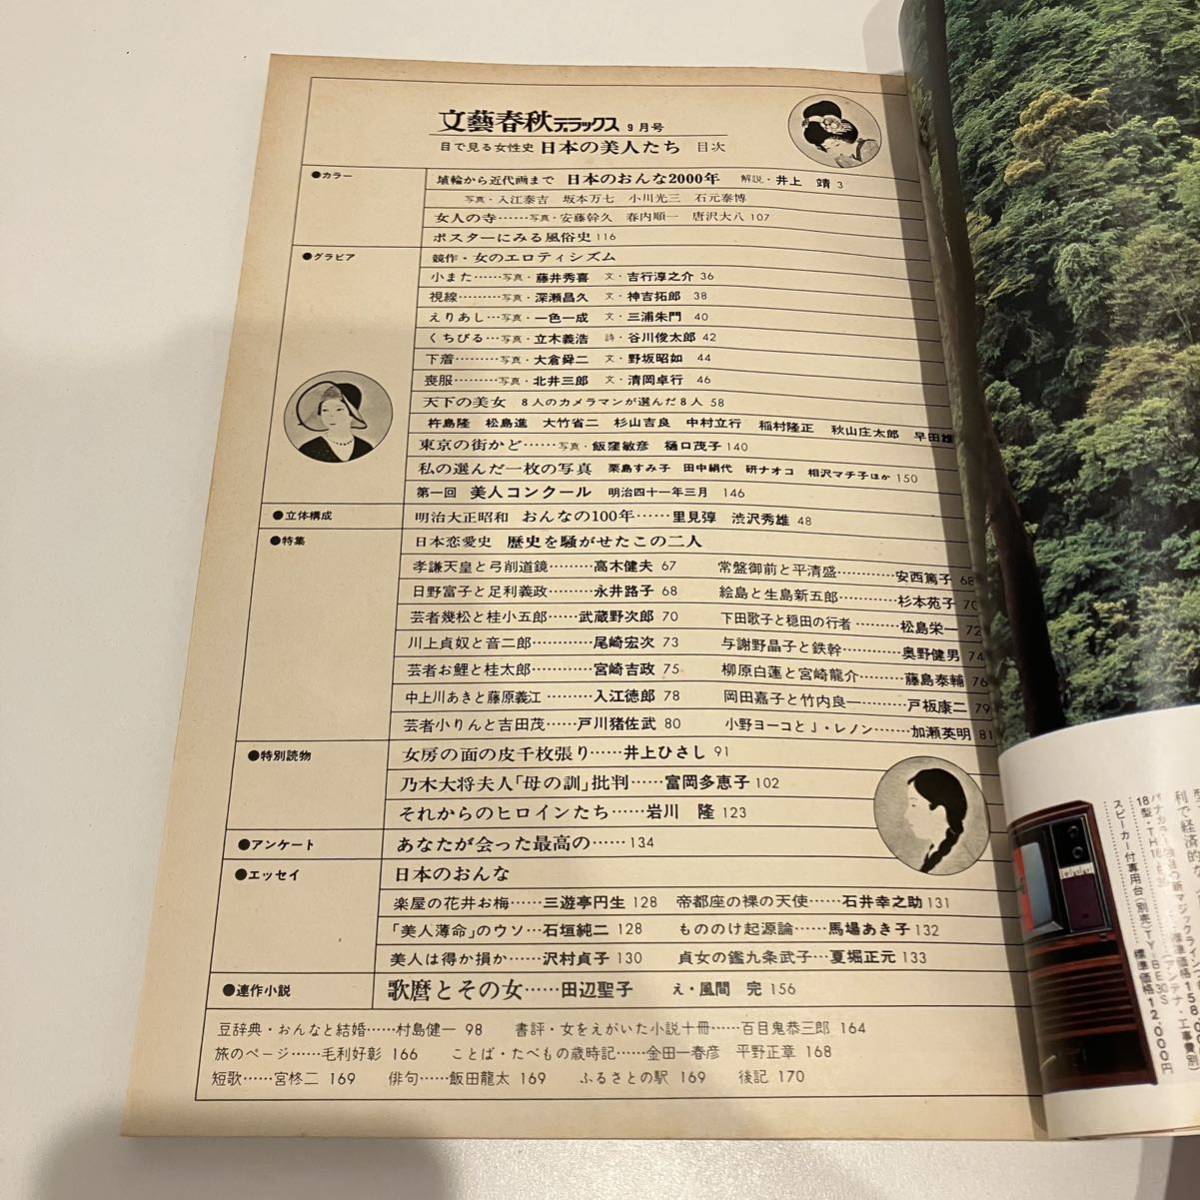 文藝春秋デラックス 9月号
目で見る女性史 日本の美人たち 目次
●カラー
埴輪から近代画まで 日本のおんな2000年 解説・井上 靖 3
写真・入江泰吉 坂本万七 小川光三 石元泰博
女人の寺……写真・安藤幹久 春内順一 唐沢大八 107
ポスターにみる風俗史 116
●グラビア
競作・女のエロティシズム
小また……写真・藤井秀喜 文・吉行淳之介 36
視線………写真・深瀬昌久 文・神吉拓郎 38
えりあし…写真・一色一成 文・三浦朱門 40
くちびる…写真・立木義浩 詩・谷川俊太郎 42
下着………写真・大倉舜二 文・野坂昭如 44
喪服………写真・北井三郎 文・清岡卓行 46
天下の美女 8人のカメラマンが選んだ8人 58
杵島隆 松島進 大竹省二 杉山吉良 中村立行 稲村隆正 秋山庄太郎 早田雄
東京の街かど……写真・飯窪敏彦 樋口茂子 140
私の選んだ一枚の写真 栗島すみ子 田中絹代 研ナオコ 相沢マチ子ほか 150
第一回 美人コンクール 明治四十一年三月 146
●立体構成
明治大正昭和 おんなの100年……里見弴 渋沢秀雄 48
●特集
日本恋愛史 歴史を騒がせたこの二人
孝謙天皇と弓削道鏡………高木健夫 67 常盤御前と平清盛…………安西篤子 68
日野富子と足利義政………永井路子 68 絵島と生島新五郎…………杉本苑子 70
芸者幾松と桂小五郎……武蔵野次郎 70 下田歌子と穏田の行者………松島栄一 72
川上貞奴と音二郎………尾崎宏次 73 与謝野晶子と鉄幹…………奥野健男 74
芸者お鯉と桂太郎………宮崎吉政 75 柳原白蓮と宮崎龍介………藤島泰輔 76
中上川あきと藤原義江………入江徳郎 78 岡田嘉子と竹内良一………戸板康二 79
芸者小りんと吉田茂……戸川猪佐武 80 小野ヨーコとJ・レノン………加瀬英明 81
●特別読物
女房の面の皮千枚張り……井上ひさし 91
乃木大将夫人「母の訓」批判……富岡多恵子 102
それからのヒロインたち……岩川 隆 123
●アンケート
あなたが会った最高の……134
●エッセイ
日本のおんな
楽屋の花井お梅……三遊亭円生 128 帝都座の裸の天使……石井幸之助 131
「美人薄命」のウソ…石垣純二 128 もののけ起源論……馬場あき子 132
美人は得か損か……沢村貞子 130 貞女の鑑九条武子…夏堀正元 133
●連作小説
歌麿とその女……田辺聖子 え・風間 完 156
豆辞典・おんなと結婚……村島健一 98 書評・女をえがいた小説十冊……百目鬼恭三郎 164
旅のページ……毛利好彰 166 ことば・たべもの歳時記……金田一春彦 平野正章 168
短歌……宮柊二 169 俳句……飯田龍太 169 ふるさとの駅 169 後記 170
利で経済的な
スピーカー付専用台(別売)TY-BE30S 標準価格12,000円